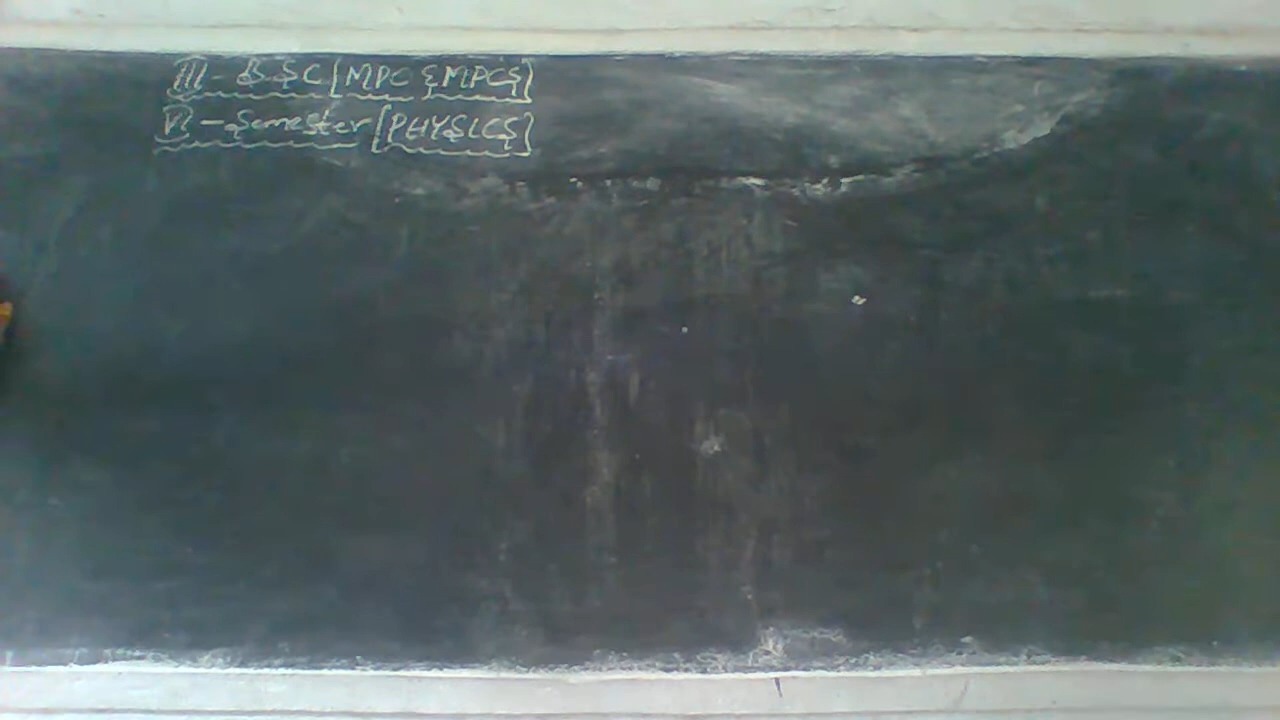 III - B.SC [MPC & MPCS]
VI - Semester [PHYSICS]